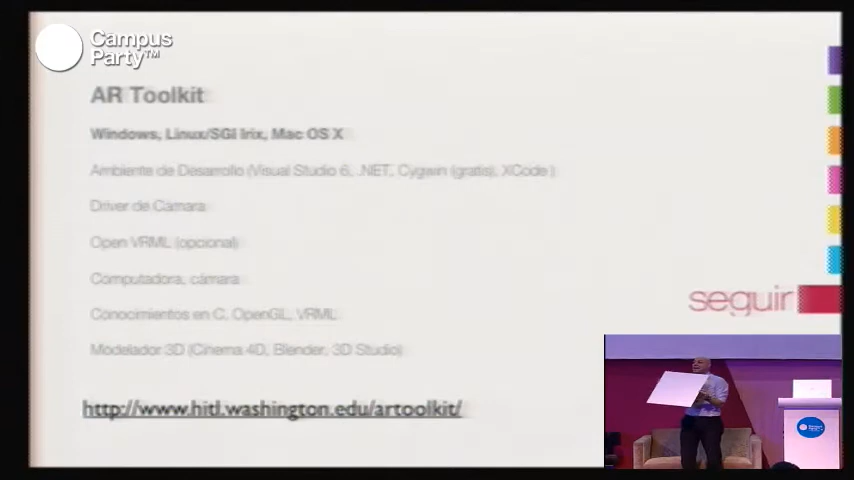 Campus
Party™
AR Toolkit
Windows, Linux/SGI Irix, Mac OS X
Ambiente de Desarrollo (Visual Studio 6, .NET, Cygwin (gratis), XCode )
Driver de Camara
Open VRML (opcional)
Computadora, cámara
Conocimientos en C, OpenGL, VRML
Modelador 3D (Cinema 4D, Blender, 3D Studio)
http://www.hitl.washington.edu/artoolkit/
seguir